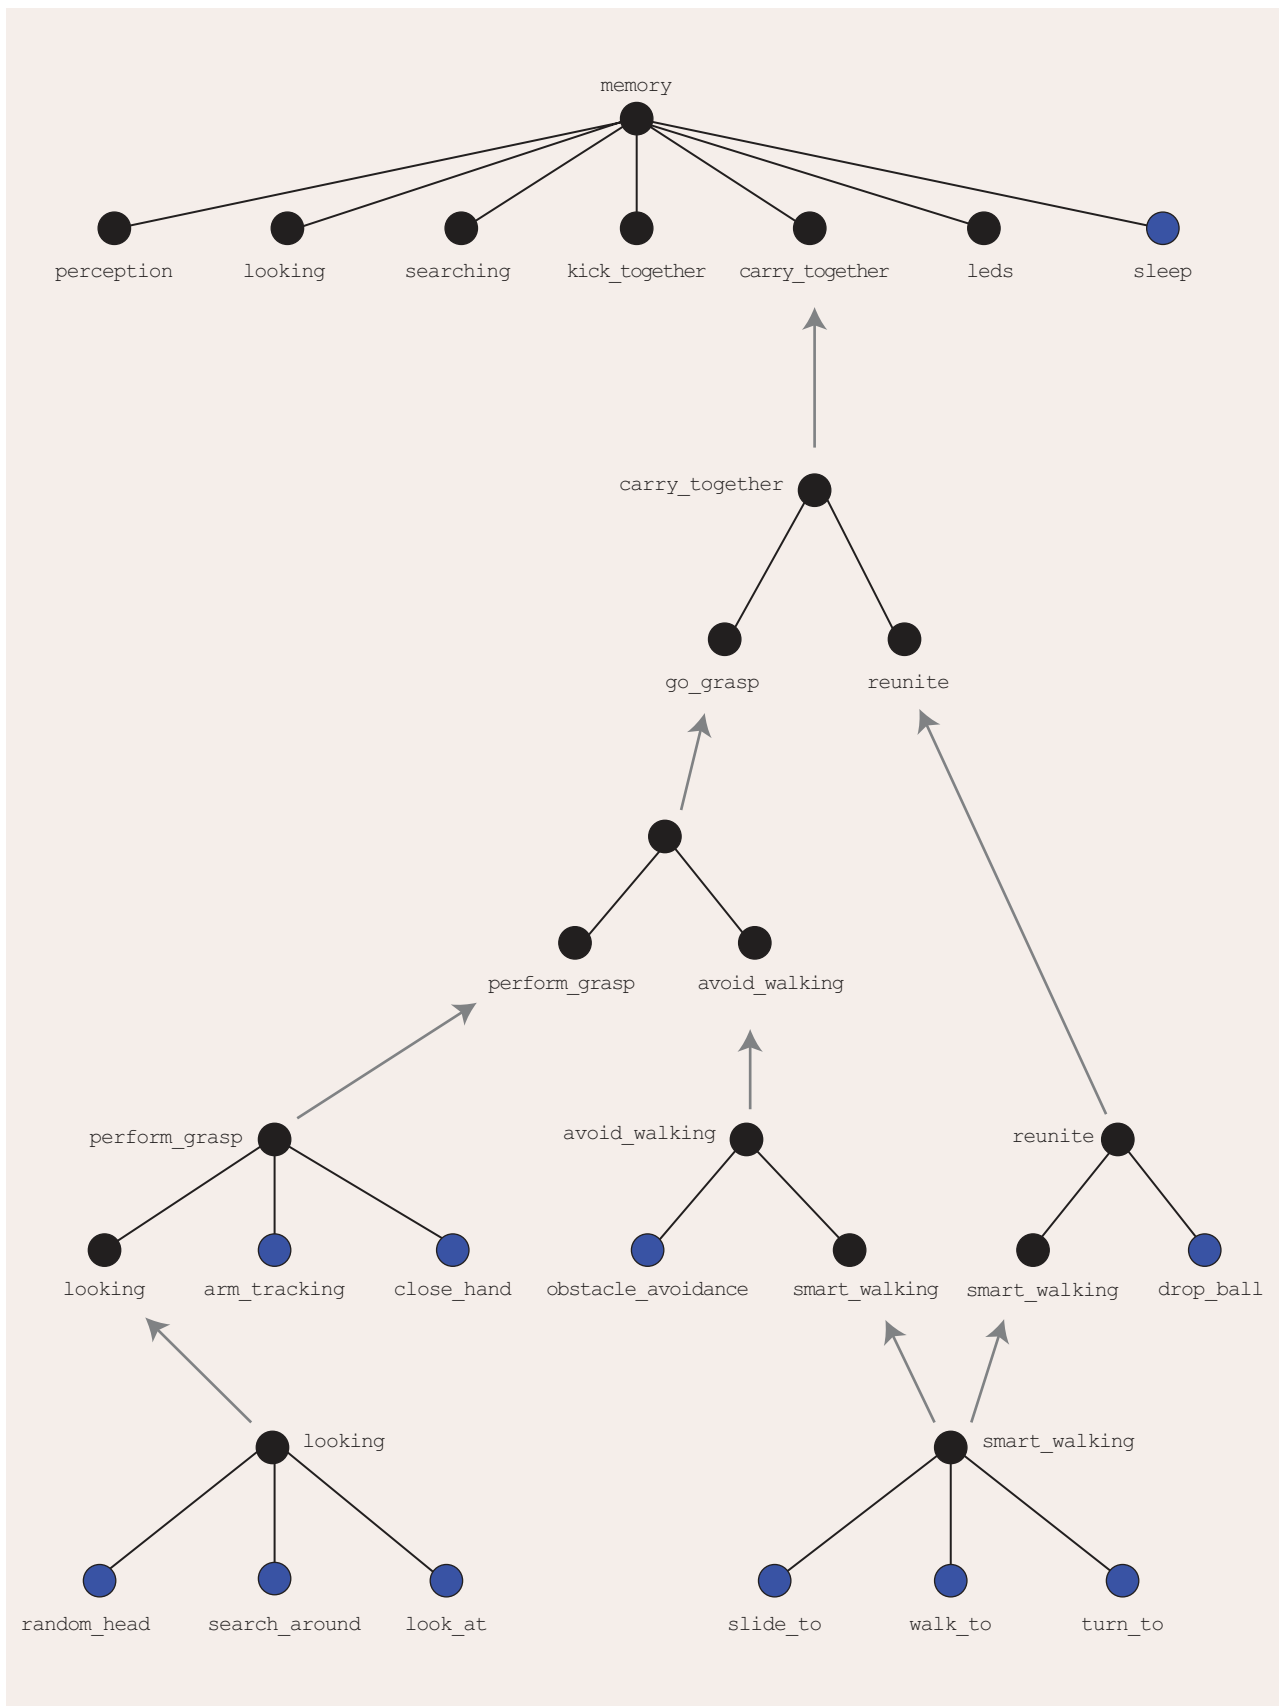 memory
perception
looking
searching
kick_together
carry_together
leds
sleep
carry_together
go_grasp
reunite
perform_grasp
avoid_walking
perform_grasp
avoid_walking
reunite
looking
arm_tracking
close_hand
obstacle_avoidance
smart_walking
smart_walking
drop_ball
looking
smart_walking
random_head
search_around
look_at
slide_to
walk_to
turn_to